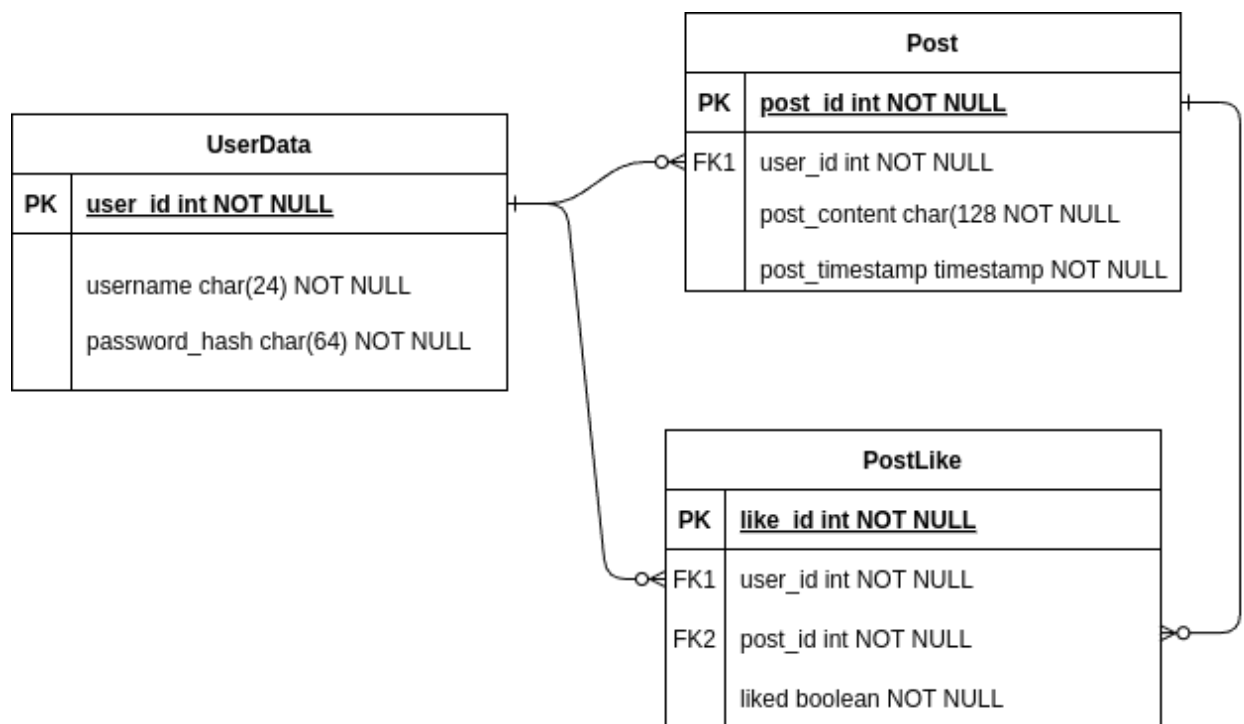 UserData
PK user_id int NOT NULL
username char(24) NOT NULL
password_hash char(64) NOT NULL
Post
PK post_id int NOT NULL
FK1 user_id int NOT NULL
post_content char(128 NOT NULL
post_timestamp timestamp NOT NULL
PostLike
PK like_id int NOT NULL
FK1 user_id int NOT NULL
FK2 post_id int NOT NULL
liked boolean NOT NULL